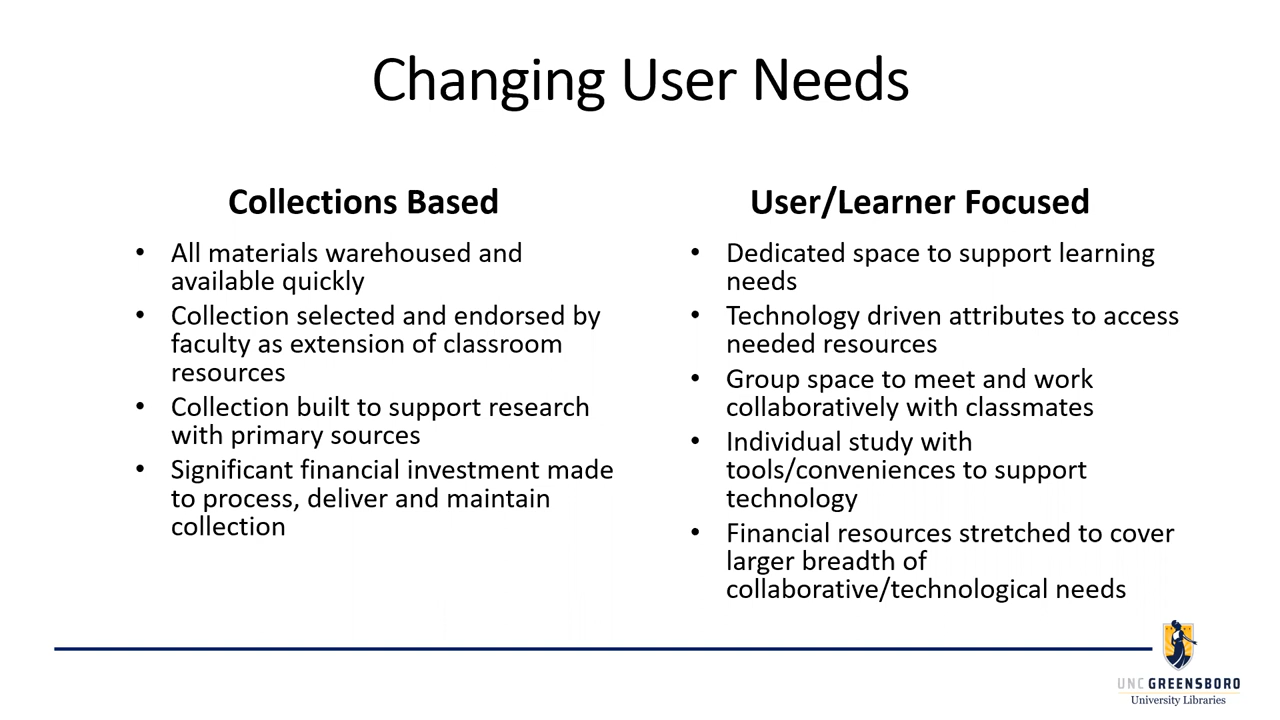 Changing User Needs
Collections Based
• All materials warehoused and
available quickly
• Collection selected and endorsed by
faculty as extension of classroom
resources
• Collection built to support research
with primary sources
• Significant financial investment made
to process, deliver and maintain
collection
User/Learner Focused
• Dedicated space to support learning
needs
• Technology driven attributes to access
needed resources
• Group space to meet and work
collaboratively with classmates
• Individual study with
tools/conveniences to support
technology
• Financial resources stretched to cover
larger breadth of
collaborative/technological needs
UNC GREENSBORO
University Libraries